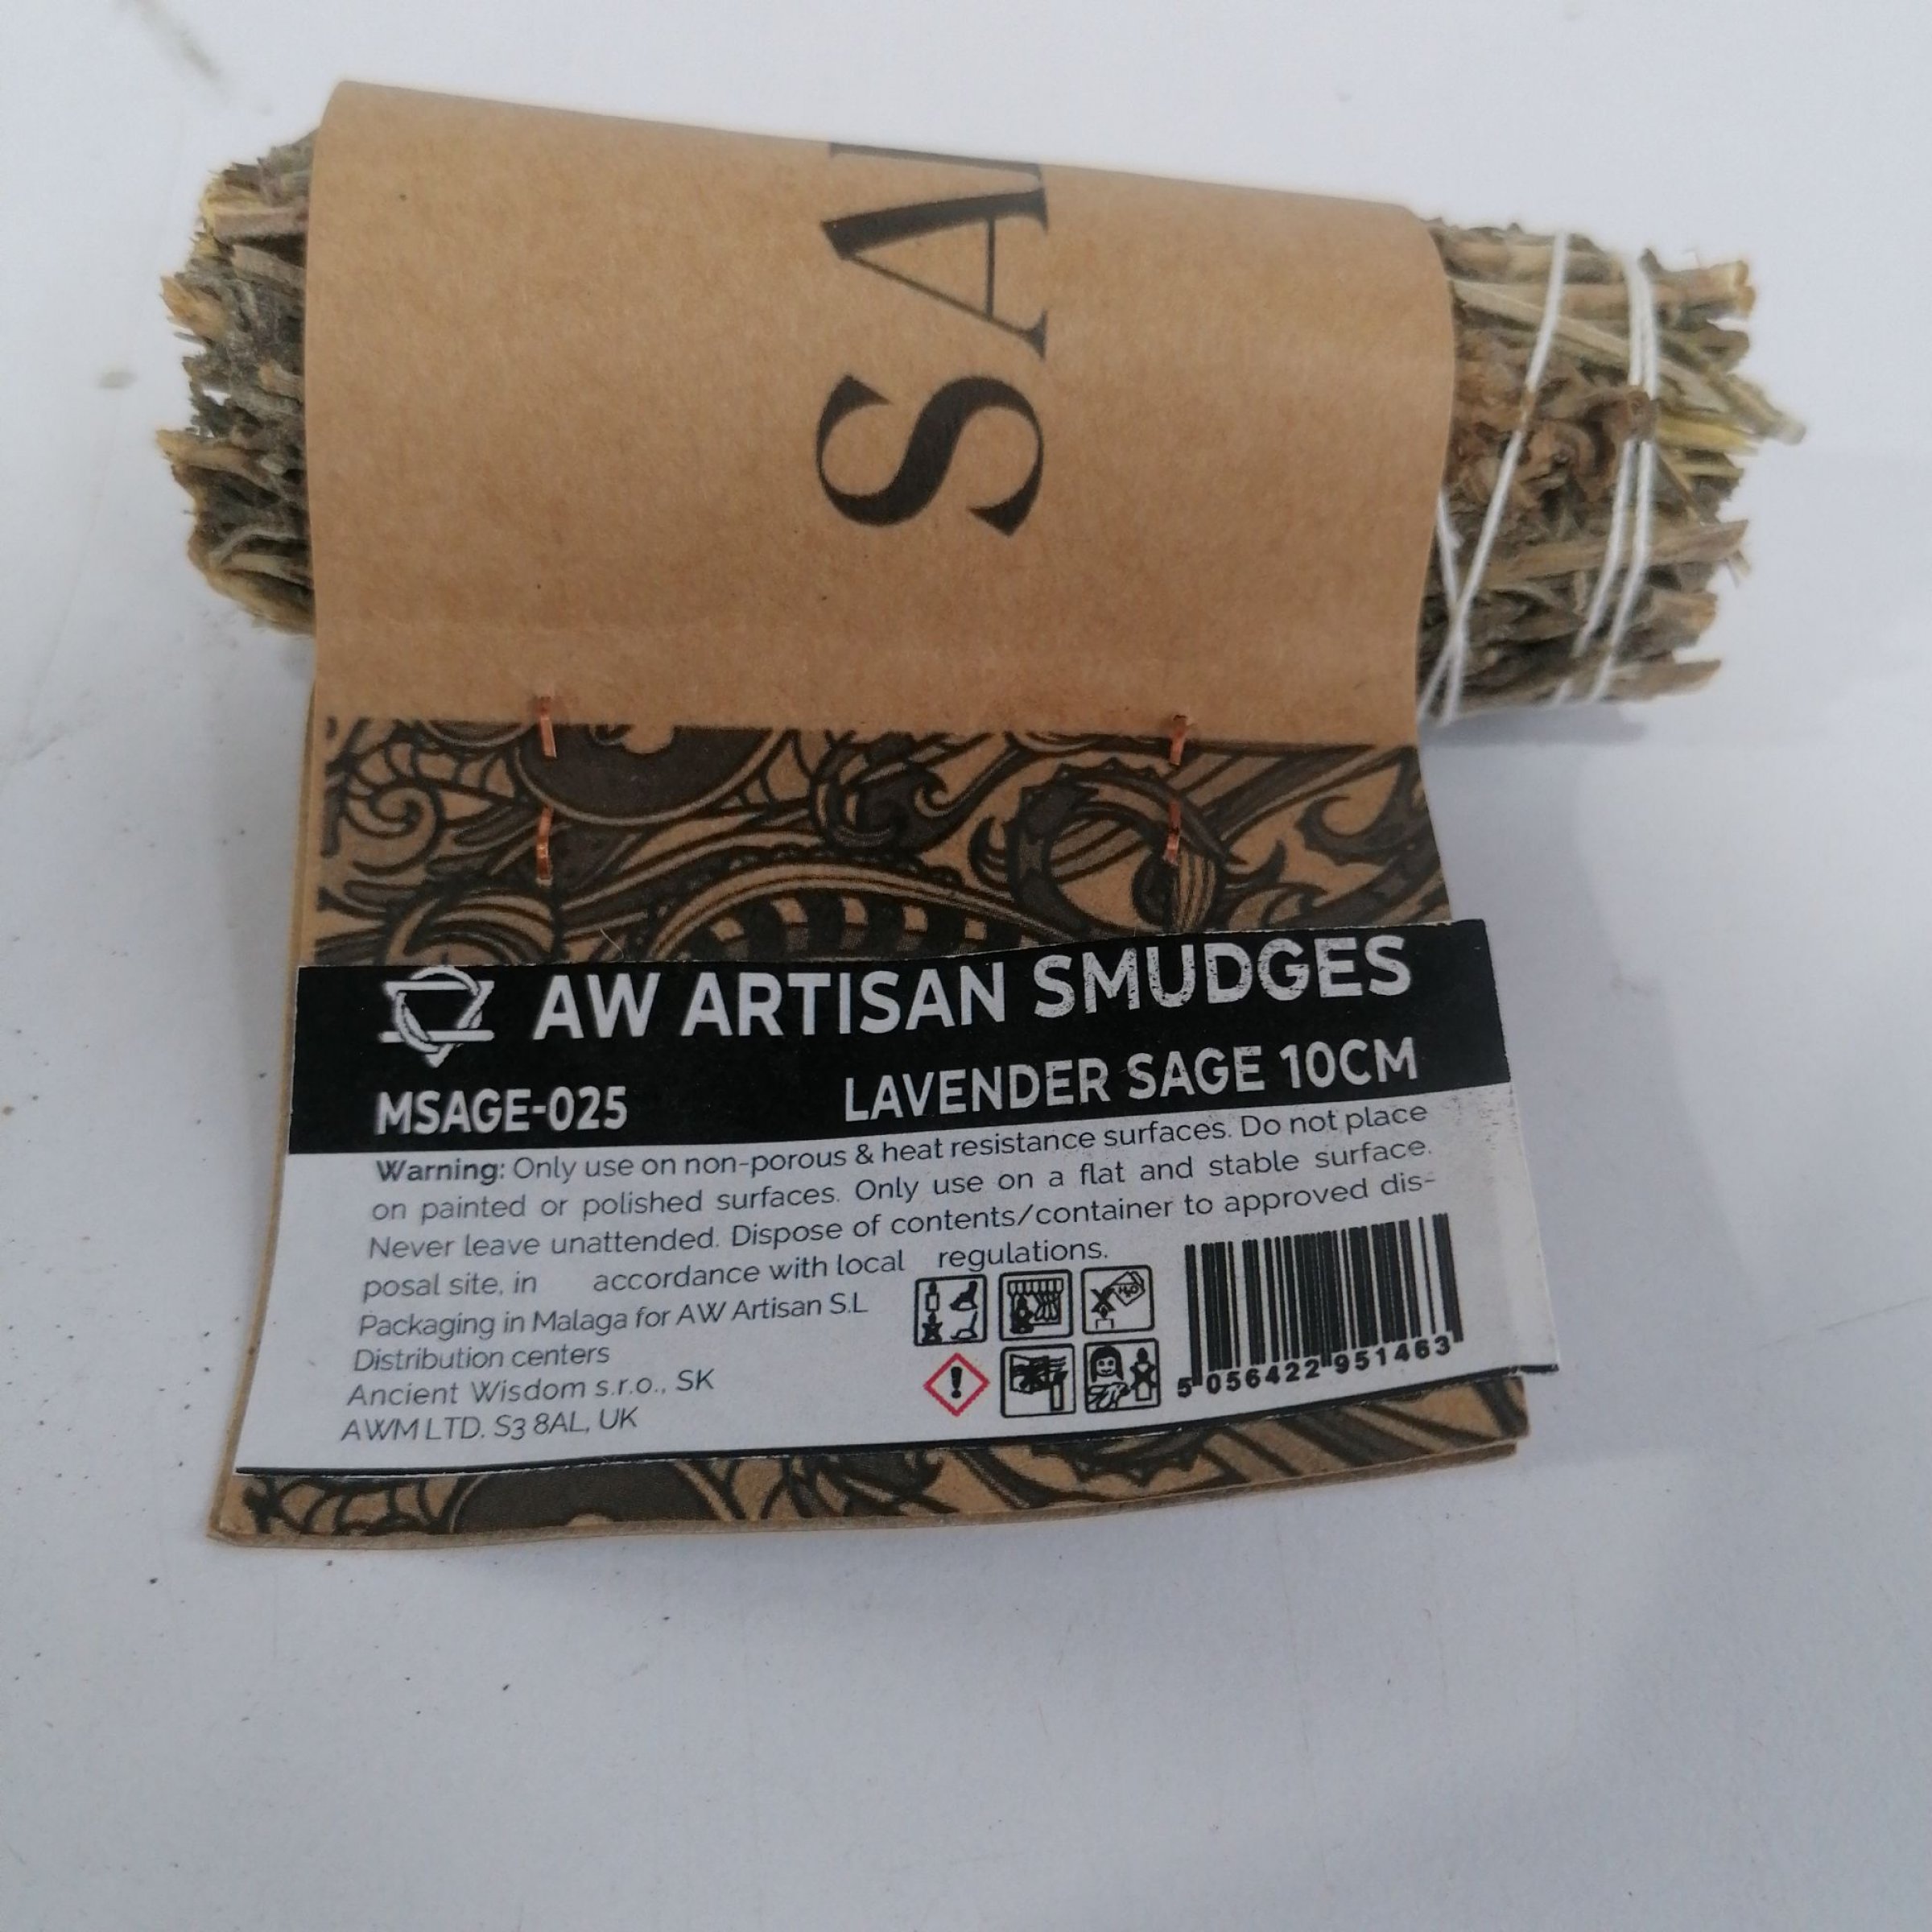 SA
AW ARTISAN SMUDGES
MSAGE-025
LAVENDER SAGE 10CM
Warning: Only use on non-porous & heat resistance surfaces. Do not place
on painted or polished surfaces. Only use on a flat and stable surface.
Never leave unattended. Dispose of contents/container to approved dis-
posal site, in accordance with local regulations.
Packaging in Malaga for AW Artisan S.L
Distribution centers
Ancient Wisdom s.r.o., SK
AWM LTD. S3 8AL, UK
H2O
5 056422 951463